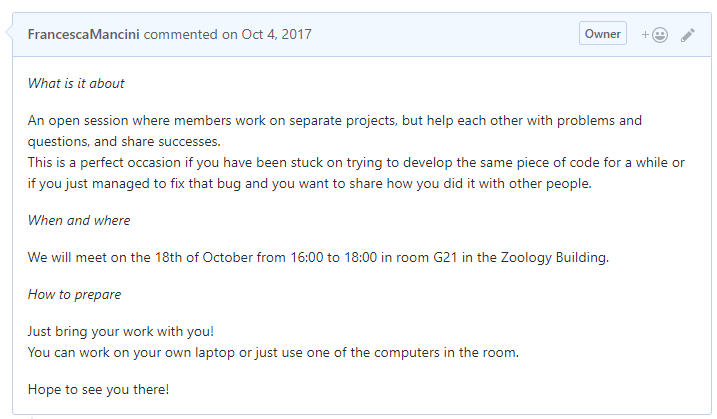 FrancescaMancini commented on Oct 4, 2017
Owner
What is it about
An open session where members work on separate projects, but help each other with problems and
questions, and share successes.
This is a perfect occasion if you have been stuck on trying to develop the same piece of code for a while or
if you just managed to fix that bug and you want to share how you did it with other people.
When and where
We will meet on the 18th of October from 16:00 to 18:00 in room G21 in the Zoology Building.
How to prepare
Just bring your work with you!
You can work on your own laptop or just use one of the computers in the room.
Hope to see you there!